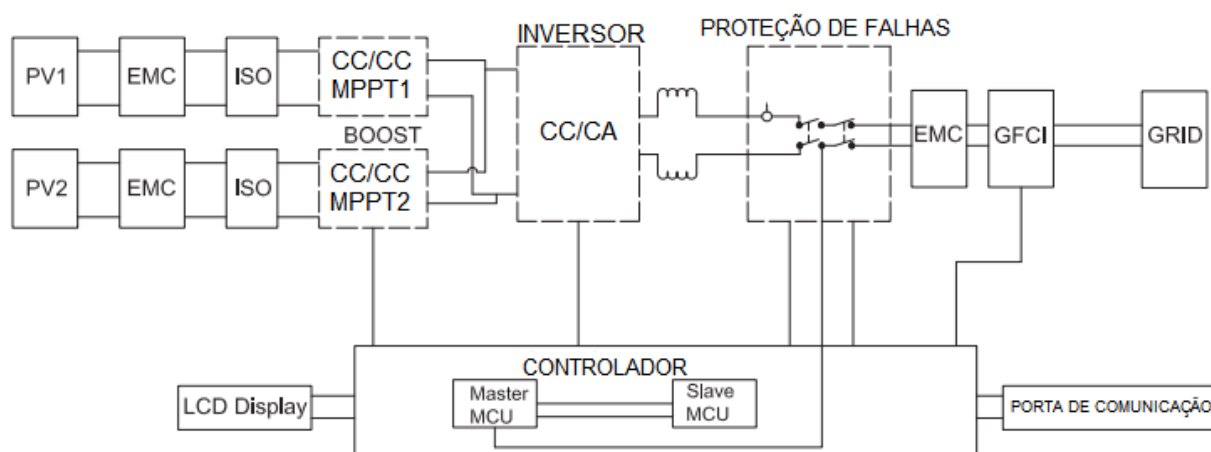 INVERSOR
PROTEÇÃO DE FALHAS
PV1
EMC
ISO
CC/CC
MPPT1
BOOST
PV2
EMC
ISO
CC/CC
MPPT2
CC/CA
EMC
GFCI
GRID
CONTROLADOR
LCD Display
Master
MCU
Slave
MCU
PORTA DE COMUNICAÇÃO